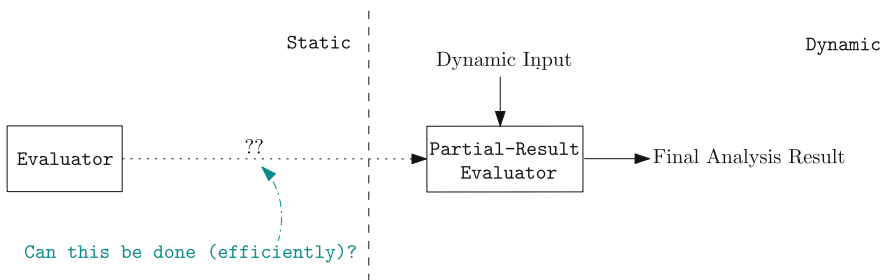 Static
Dynamic
Dynamic Input
??
Evaluator
Partial-Result
Evaluator
Final Analysis Result
Can this be done (efficiently)?